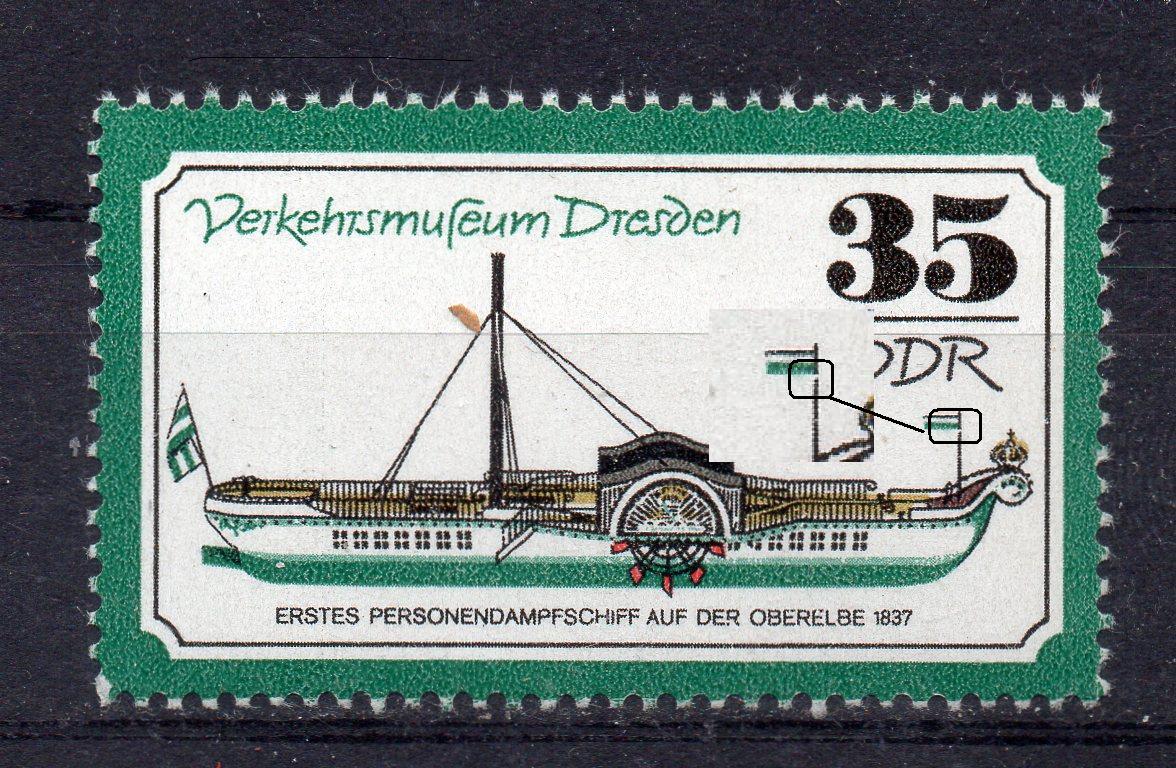 Verkehrsmuſeum Dresden
35
DDR
ERSTES PERSONENDAMPFSCHIFF AUF DER OBERELBE 1837